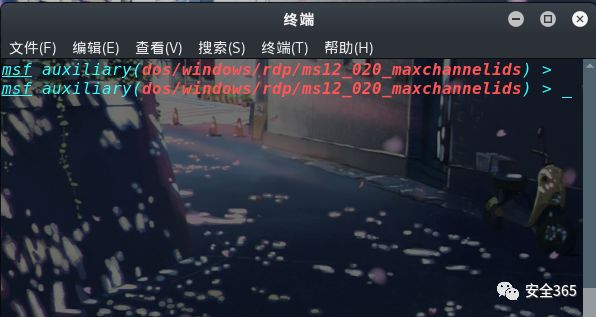 终端
文件(F) 编辑(E) 查看(V) 搜索(S) 终端(T) 帮助(H)
msf auxiliary(dos/windows/rdp/ms12_020_maxchannelids) >
msf auxiliary(dos/windows/rdp/ms12_020_maxchannelids) > _
安全365